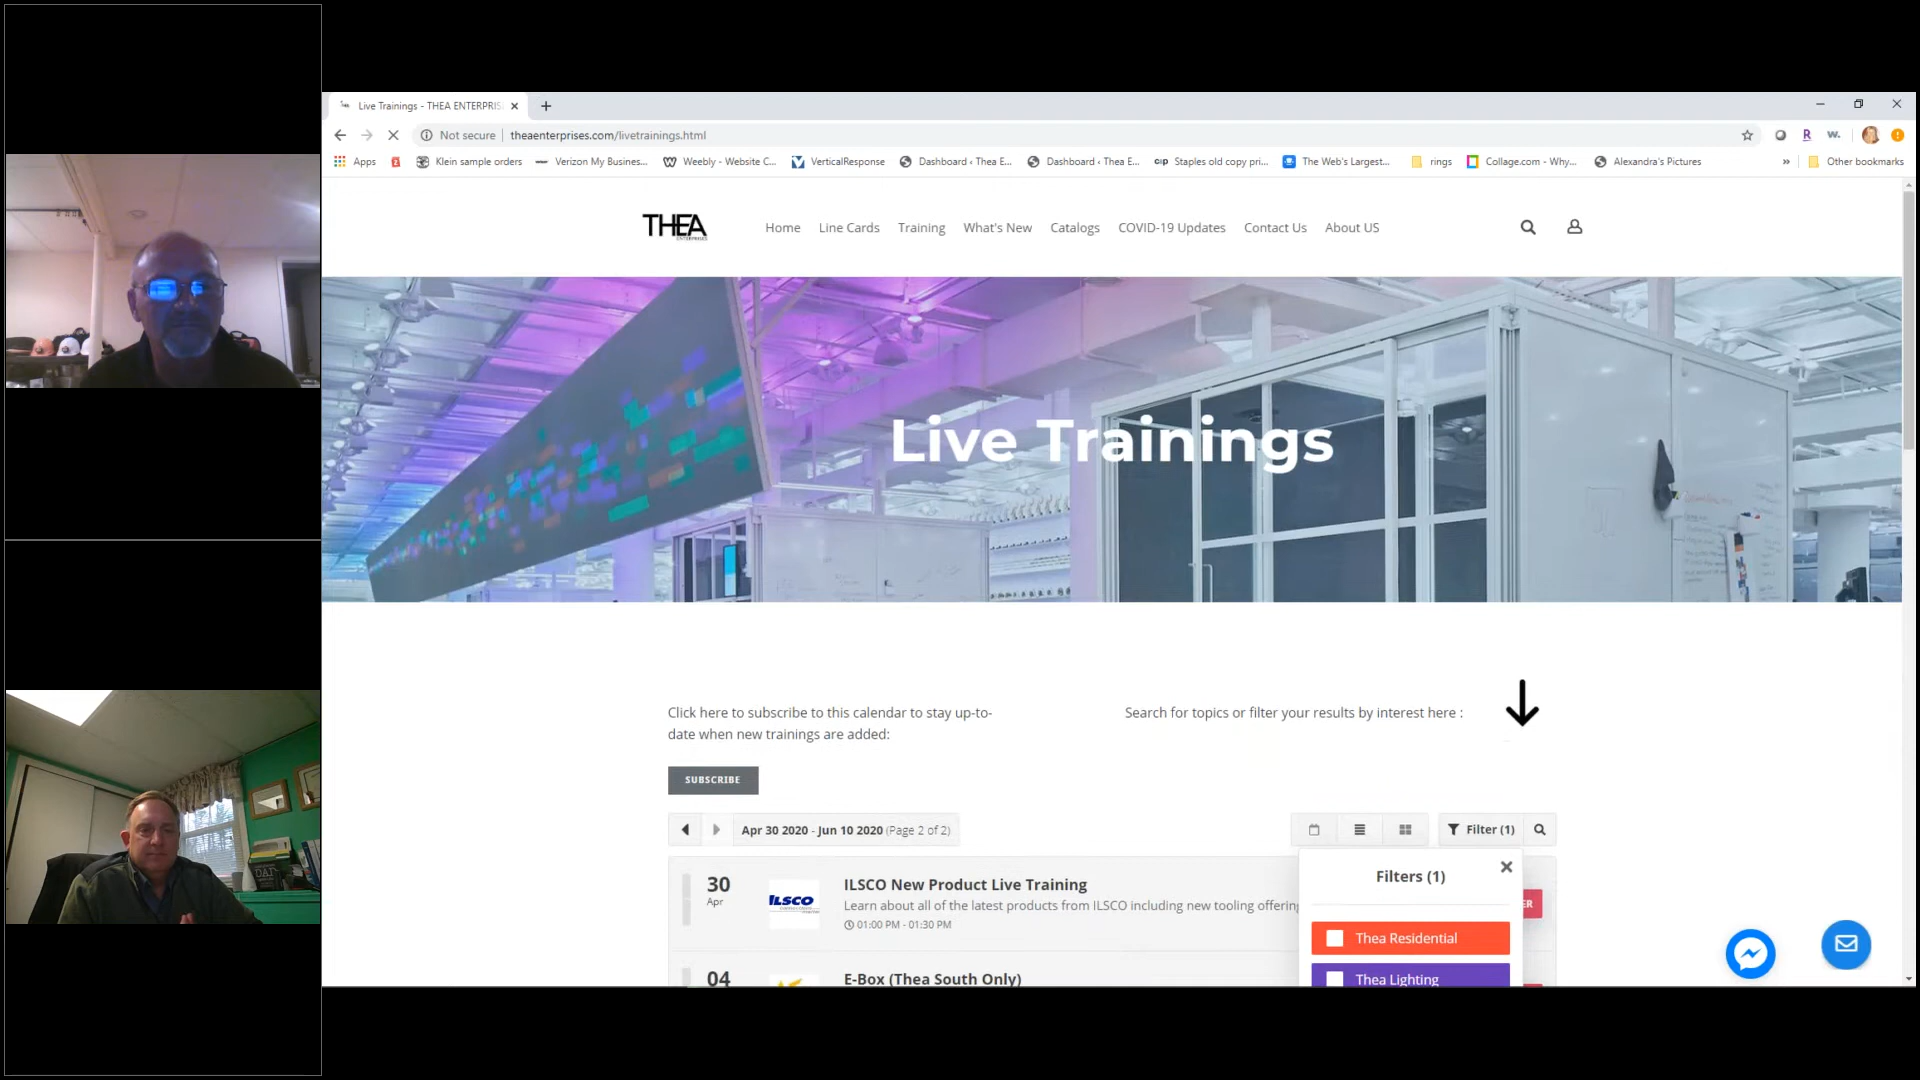 Live Trainings - THEA ENTERPRIS
Not secure theaenterprises.com/livetrainings.html
Apps Klein sample orders Verizon My Busines... Weebly - Website C... VerticalResponse Dashboard ‹ Thea E... Dashboard ‹ Thea E... Staples old copy pri... The Web's Largest... rings Collage.com - Why... Alexandra's Pictures » Other bookmarks
THEA
ENTERPRISES
Home Line Cards Training What's New Catalogs COVID-19 Updates Contact Us About US
Live Trainings
Click here to subscribe to this calendar to stay up-to-
date when new trainings are added:
Search for topics or filter your results by interest here :
SUBSCRIBE
Apr 30 2020 - Jun 10 2020 (Page 2 of 2)
Filter (1)
Filters (1)
30
Apr
ILSCO
ILSCO New Product Live Training
Learn about all of the latest products from ILSCO including new tooling offering
01:00 PM - 01:30 PM
ER
Thea Residential
04
E-Box (Thea South Only)
Thea Lighting